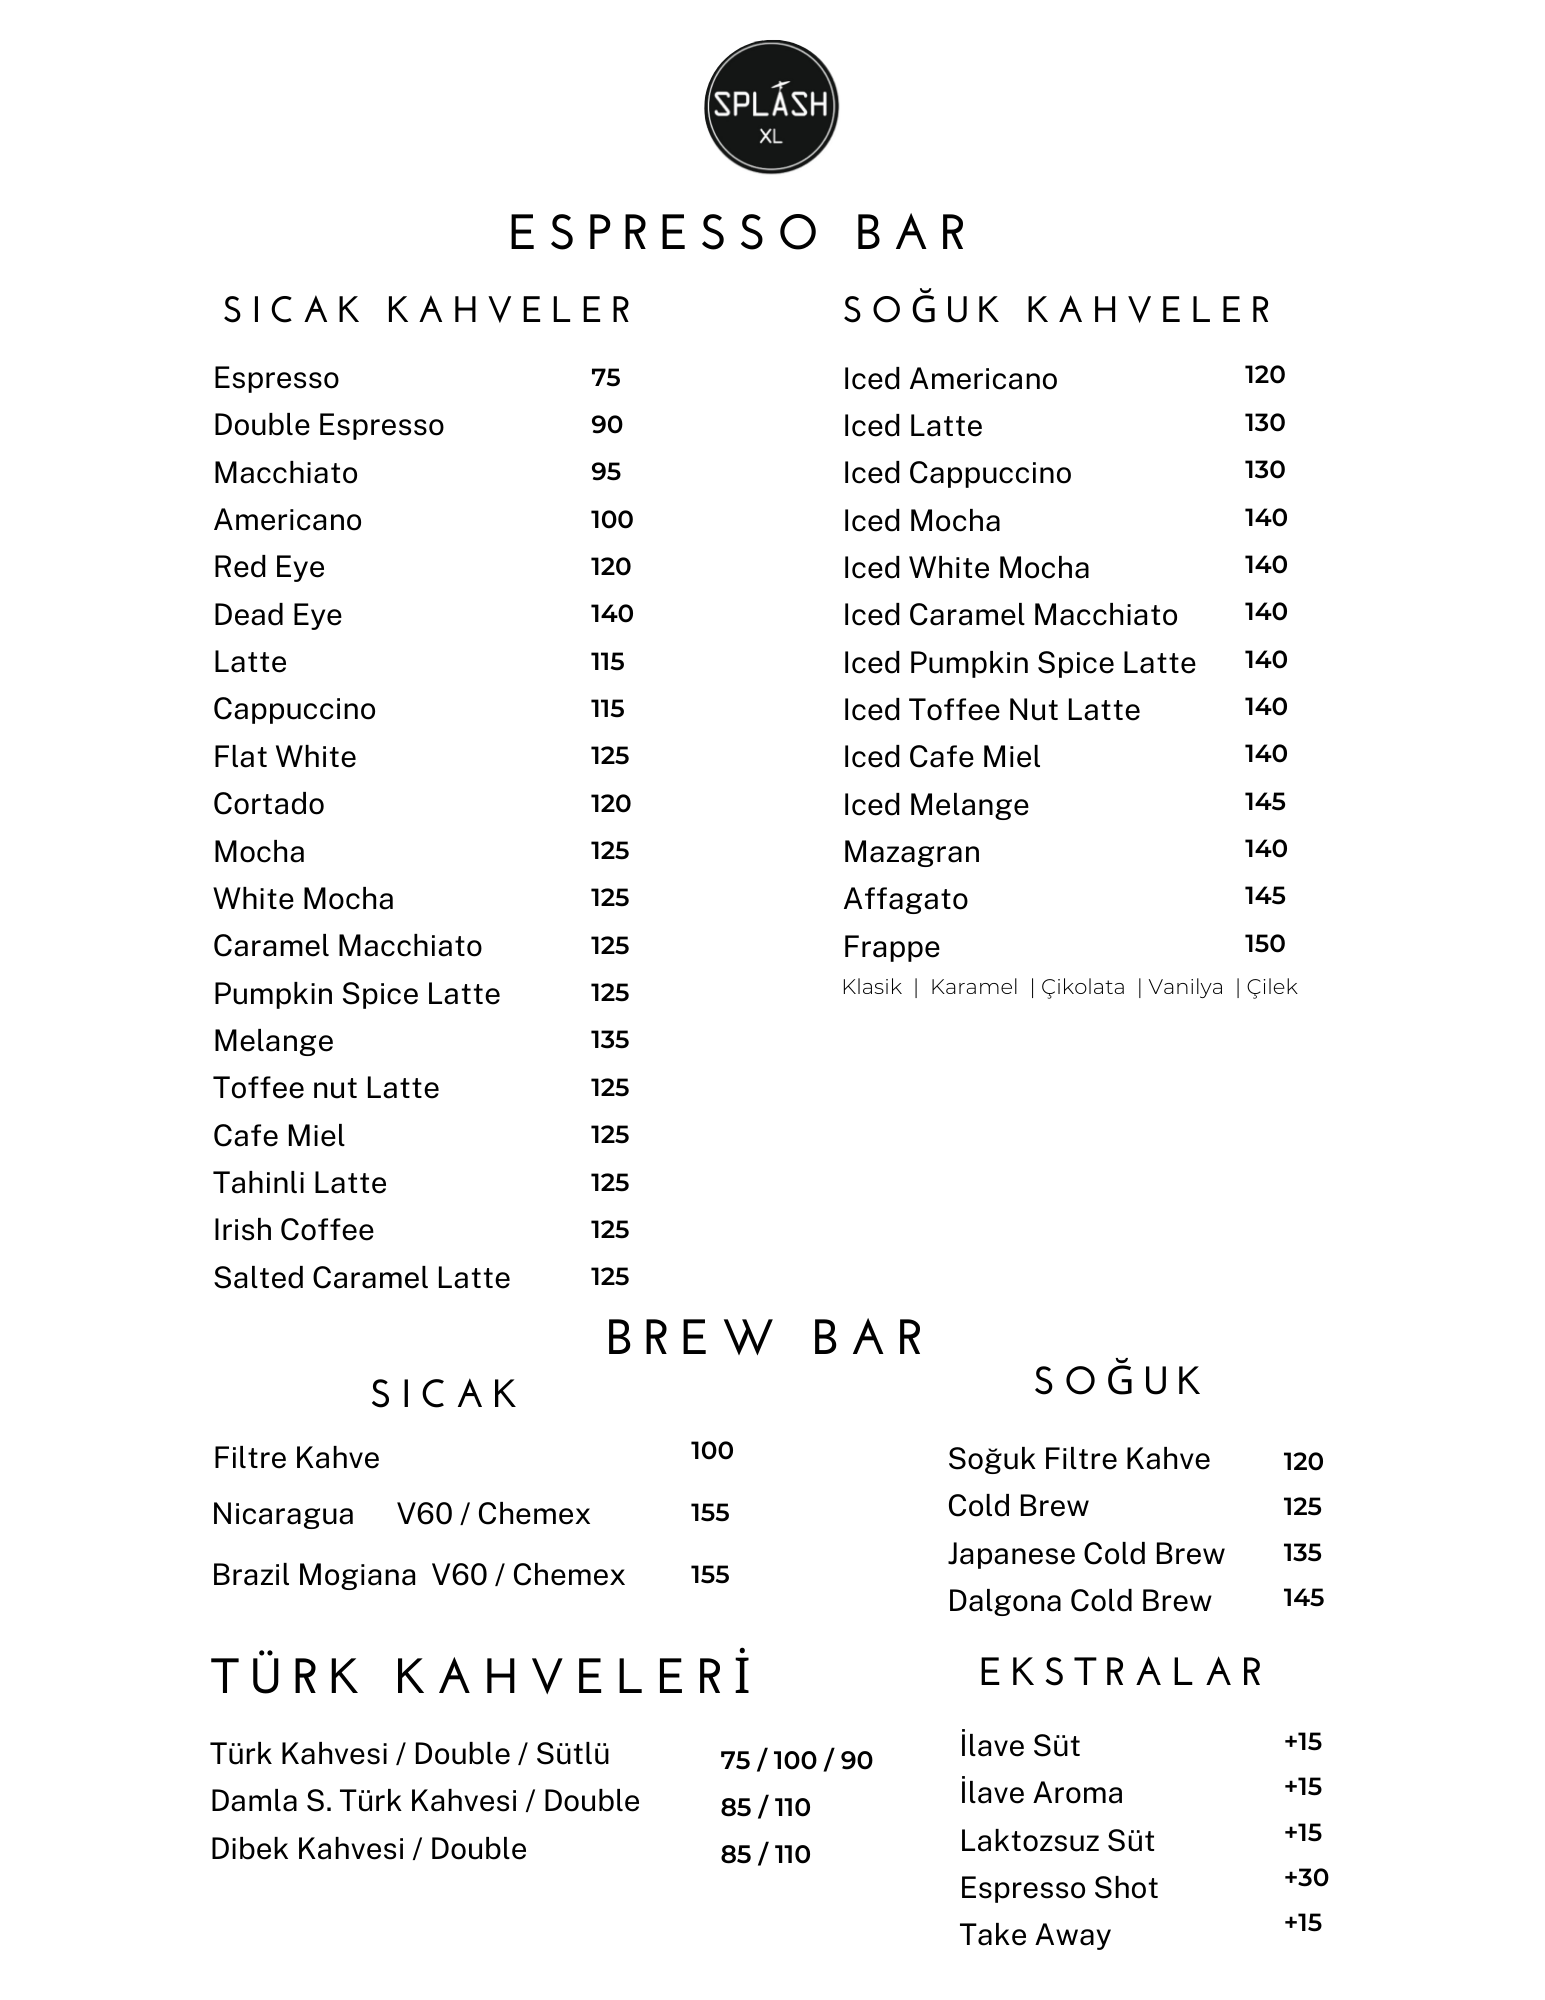 SPLASH
XL
ESPRESSO BAR
SICAK KAHVELER
Espresso 75
Double Espresso 90
Macchiato 95
Americano 100
Red Eye 120
Dead Eye 140
Latte 115
Cappuccino 115
Flat White 125
Cortado 120
Mocha 125
White Mocha 125
Caramel Macchiato 125
Pumpkin Spice Latte 125
Melange 135
Toffee nut Latte 125
Cafe Miel 125
Tahinli Latte 125
Irish Coffee 125
Salted Caramel Latte 125
SOĞUK KAHVELER
Iced Americano 120
Iced Latte 130
Iced Cappuccino 130
Iced Mocha 140
Iced White Mocha 140
Iced Caramel Macchiato 140
Iced Pumpkin Spice Latte 140
Iced Toffee Nut Latte 140
Iced Cafe Miel 140
Iced Melange 145
Mazagran 140
Affagato 145
Frappe 150
Klasik | Karamel | Çikolata | Vanilya | Çilek
BREW BAR
SICAK
Filtre Kahve 100
Nicaragua V60 / Chemex 155
Brazil Mogiana V60 / Chemex 155
SOĞUK
Soğuk Filtre Kahve 120
Cold Brew 125
Japanese Cold Brew 135
Dalgona Cold Brew 145
TÜRK KAHVELERİ
Türk Kahvesi / Double / Sütlü 75 / 100 / 90
Damla S. Türk Kahvesi / Double 85 / 110
Dibek Kahvesi / Double 85 / 110
EKSTRALAR
İlave Süt +15
İlave Aroma +15
Laktozsuz Süt +15
Espresso Shot +30
Take Away +15